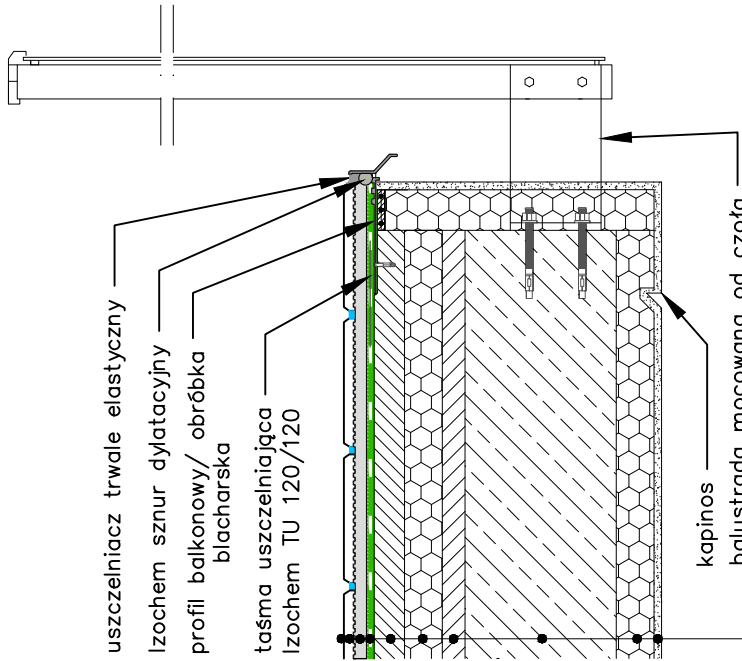 uszczelniacz trwale elastyczny
Izochem sznur dylatacyjny
profil balkonowy/ obróbka
blacharska
taśma uszczelniająca
Izochem TU 120/120
kapinos
balustrada mocowana od czoła